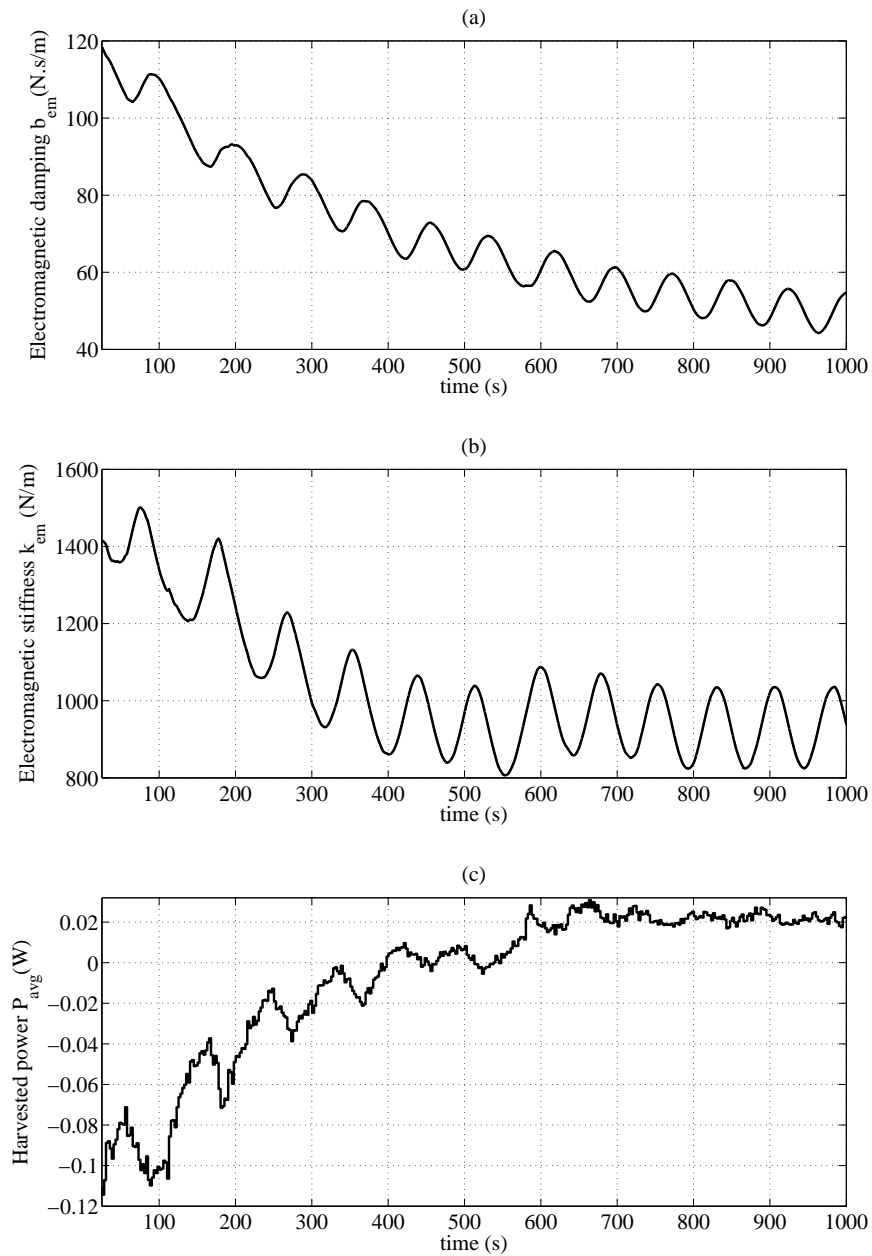 (a)
120
100
80
60
40
Electromagnetic damping b_em(N.s/m)
100 200 300 400 500 600 700 800 900 1000
time (s)
(b)
1600
1400
1200
1000
800
Electromagnetic stiffness k_em (N/m)
100 200 300 400 500 600 700 800 900 1000
time (s)
(c)
0.02
0
−0.02
−0.04
−0.06
−0.08
−0.1
−0.12
Harvested power P_avg(W)
100 200 300 400 500 600 700 800 900 1000
time (s)